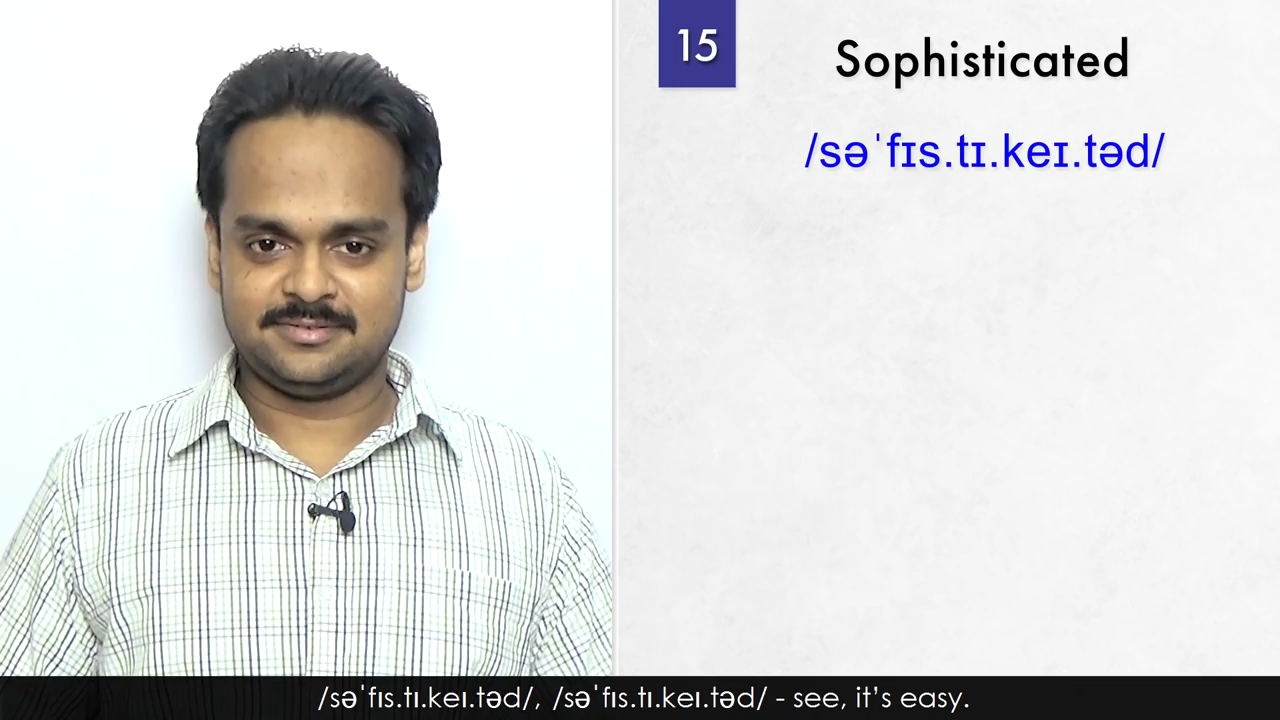 15
Sophisticated
/səˈfɪs.tɪ.keɪ.təd/
/səˈfɪs.tɪ.keɪ.təd/, /səˈfɪs.tɪ.keɪ.təd/ - see, it’s easy.